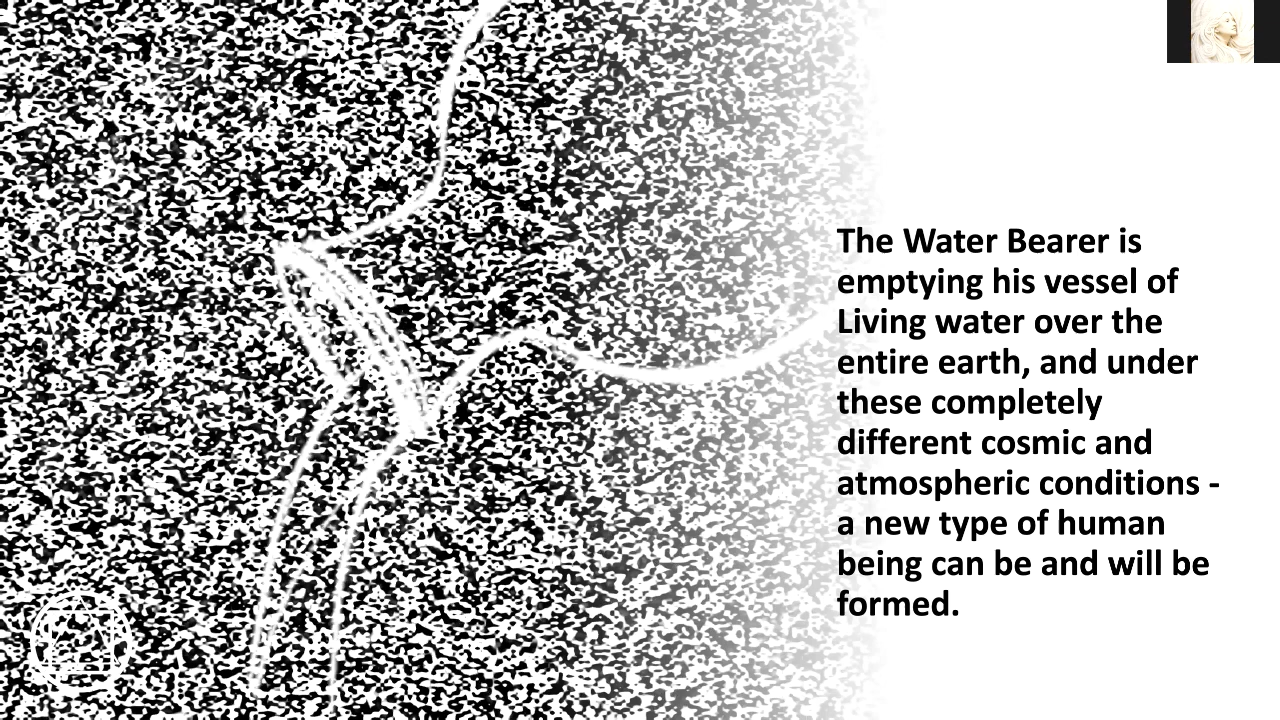 The Water Bearer is
emptying his vessel of
Living water over the
entire earth, and under
these completely
different cosmic and
atmospheric conditions -
a new type of human
being can be and will be
formed.